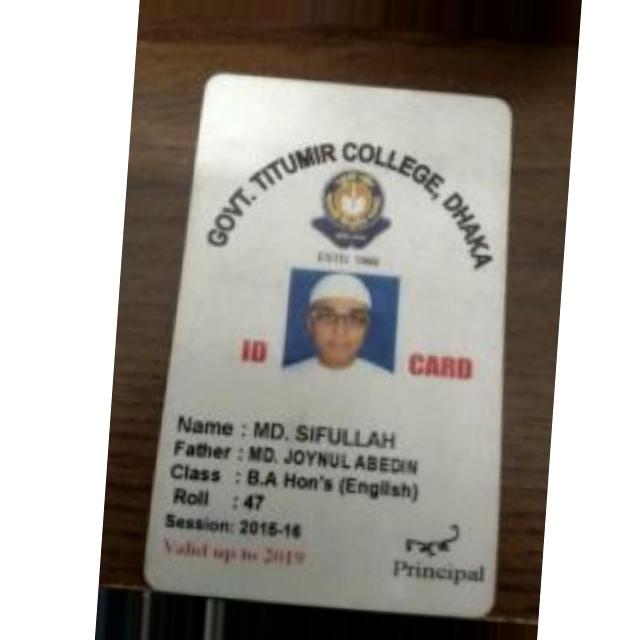 GOVT. TITUMIR COLLEGE, DHAKA
ESTD. 1968
ID CARD
Name : MD. SIFULLAH
Father : MD. JOYNUL ABEDIN
Class : B.A Hon's (English)
Roll : 47
Session: 2015-16
Valid up to 2019
Principal